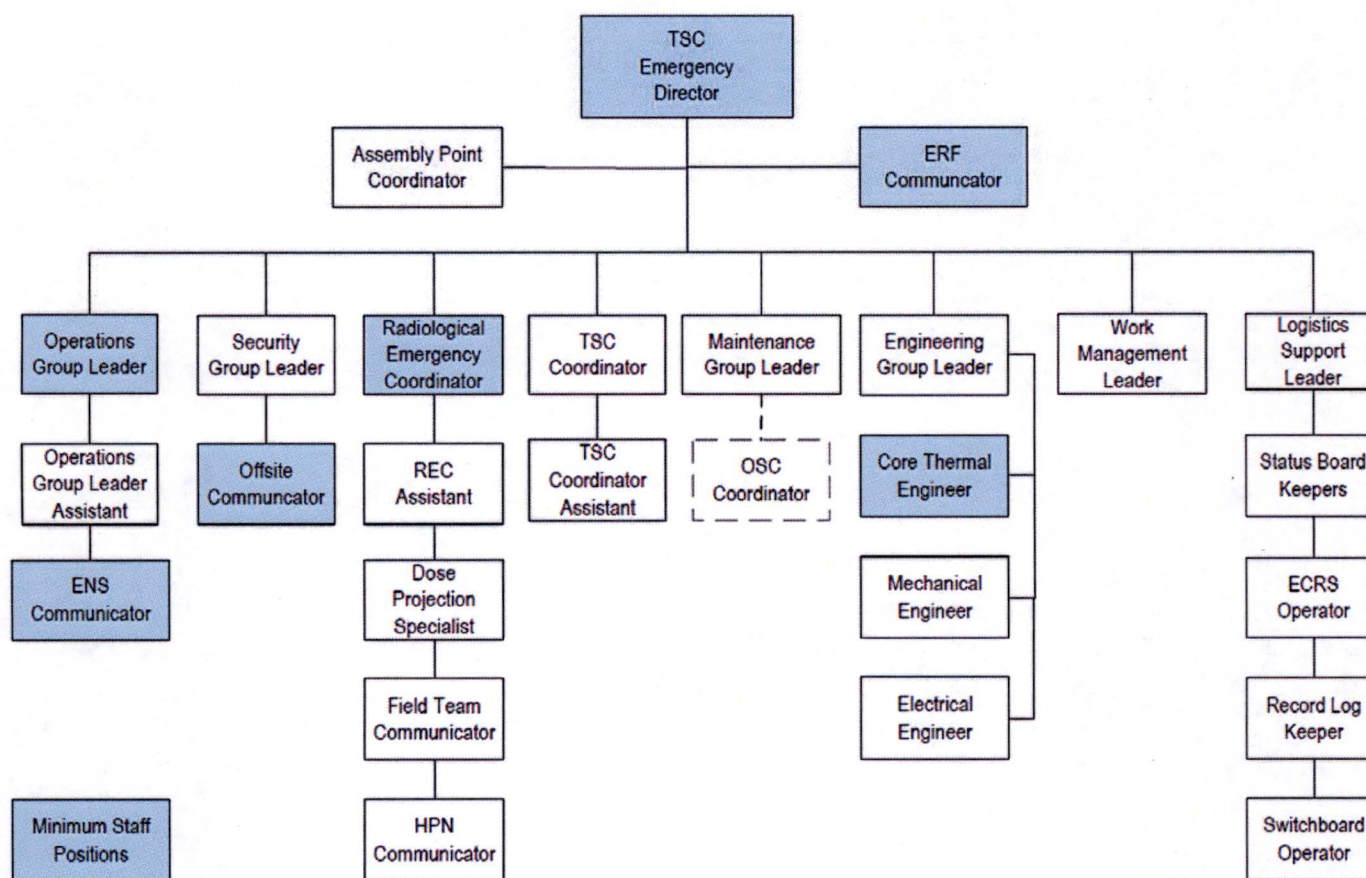 TSC
Emergency
Director
Assembly Point
Coordinator
ERF
Communcator
Operations
Group Leader
Security
Group Leader
Radiological
Emergency
Coordinator
TSC
Coordinator
Maintenance
Group Leader
Engineering
Group Leader
Work
Management
Leader
Logistics
Support
Leader
Operations
Group Leader
Assistant
Offsite
Communcator
REC
Assistant
TSC
Coordinator
Assistant
OSC
Coordinator
Core Thermal
Engineer
Status Board
Keepers
ENS
Communicator
Dose
Projection
Specialist
Mechanical
Engineer
ECRS
Operator
Field Team
Communicator
Electrical
Engineer
Record Log
Keeper
Minimum Staff
Positions
HPN
Communicator
Switchboard
Operator